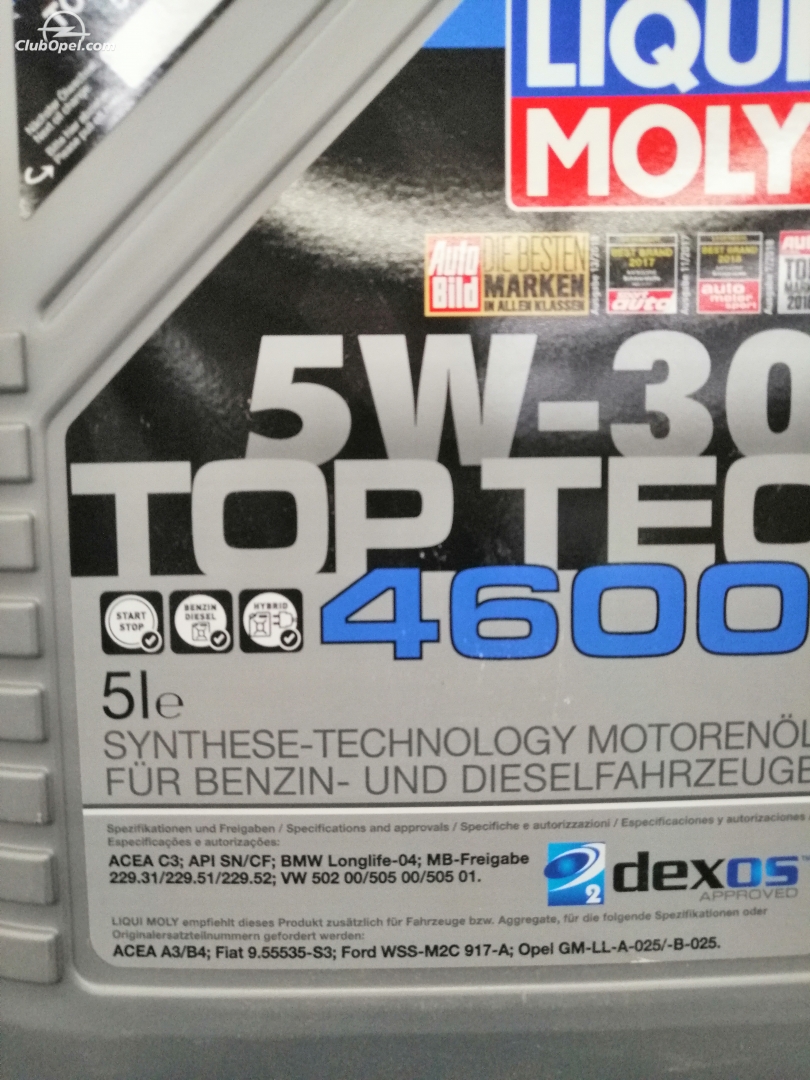 ClubOpel.com
LIQUI
MOLY
Auto
Bild
DIE BESTEN
MARKEN
IN ALLEN KLASSEN
BEST BRAND
2017
auto
BEST BRAND
2018
auto
motor
sport
TOP
5W-30
TOP TEC
4600
START
STOP
BENZIN
DIESEL
HYBRID
5l e
SYNTHESE-TECHNOLOGY MOTORENÖL
FÜR BENZIN- UND DIESELFAHRZEUGE
Spezifikationen und Freigaben / Specifications and approvals / Specifiche e autorizzazioni / Especificaciones y autorizaciones
Especificações e autorizações:
ACEA C3; API SN/CF; BMW Longlife-04; MB-Freigabe
229.31/229.51/229.52; VW 502 00/505 00/505 01.
2 dexos™
APPROVED
LIQUI MOLY empfiehlt dieses Produkt zusätzlich für Fahrzeuge bzw. Aggregate, für die folgende Spezifikationen oder
Originalersatzteilnummern gefordert werden:
ACEA A3/B4; Fiat 9.55535-S3; Ford WSS-M2C 917-A; Opel GM-LL-A-025/-B-025.